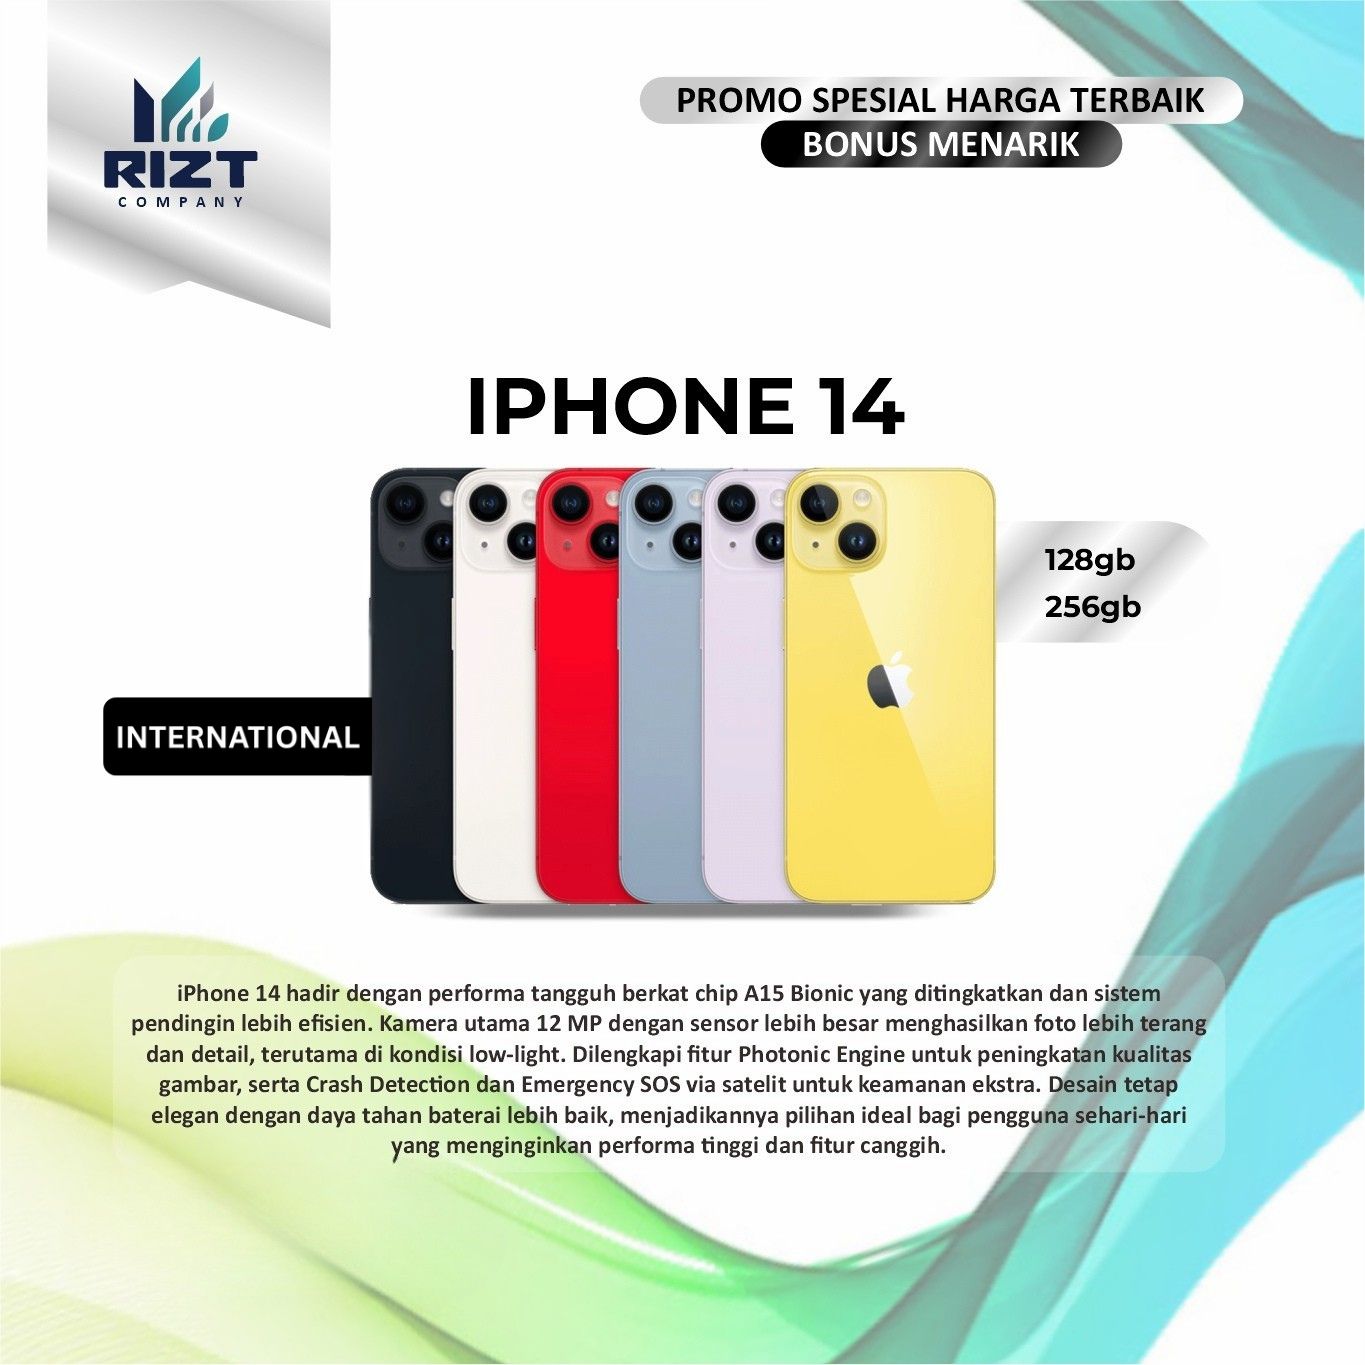 RIZT
COMPANY
PROMO SPESIAL HARGA TERBAIK
BONUS MENARIK
IPHONE 14
128gb
256gb
INTERNATIONAL
iPhone 14 hadir dengan performa tangguh berkat chip A15 Bionic yang ditingkatkan dan sistem
pendingin lebih efisien. Kamera utama 12 MP dengan sensor lebih besar menghasilkan foto lebih terang
dan detail, terutama di kondisi low-light. Dilengkapi fitur Photonic Engine untuk peningkatan kualitas
gambar, serta Crash Detection dan Emergency SOS via satelit untuk keamanan ekstra. Desain tetap
elegan dengan daya tahan baterai lebih baik, menjadikannya pilihan ideal bagi pengguna sehari-hari
yang menginginkan performa tinggi dan fitur canggih.